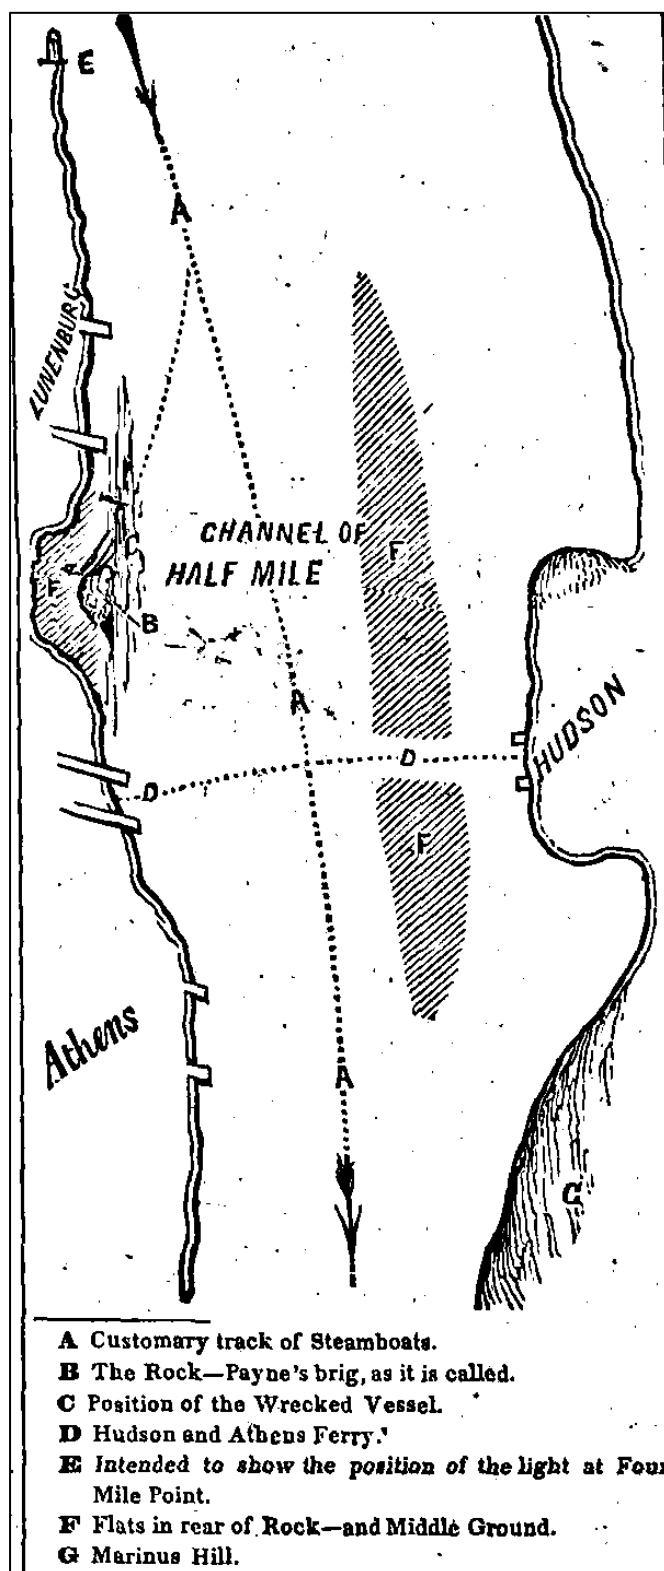 E
A
LUNENBURG
CHANNEL OF
HALF MILE
F
F
B
A
HUDSON
D
D
F
Athens
A
G
A Customary track of Steamboats.
B The Rock—Payne's brig, as it is called.
C Position of the Wrecked Vessel.
D Hudson and Athens Ferry.'
E Intended to show the position of the light at Four
Mile Point.
F Flats in rear of Rock—and Middle Ground.
G Marinus Hill.